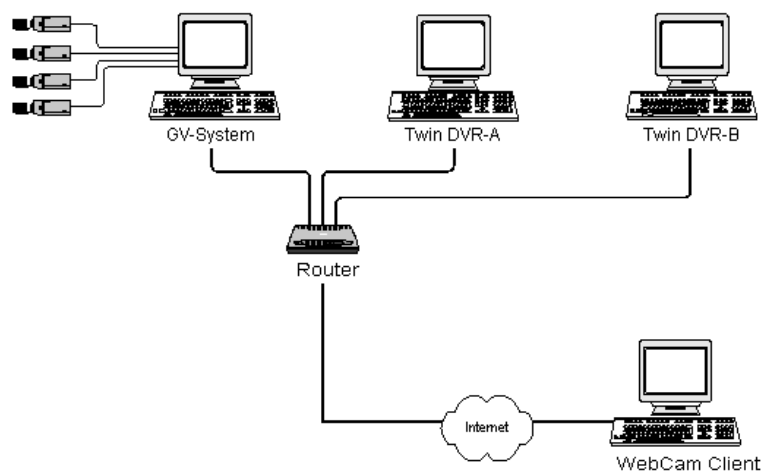 GV-System
Twin DVR-A
Twin DVR-B
Router
Internet
WebCam Client